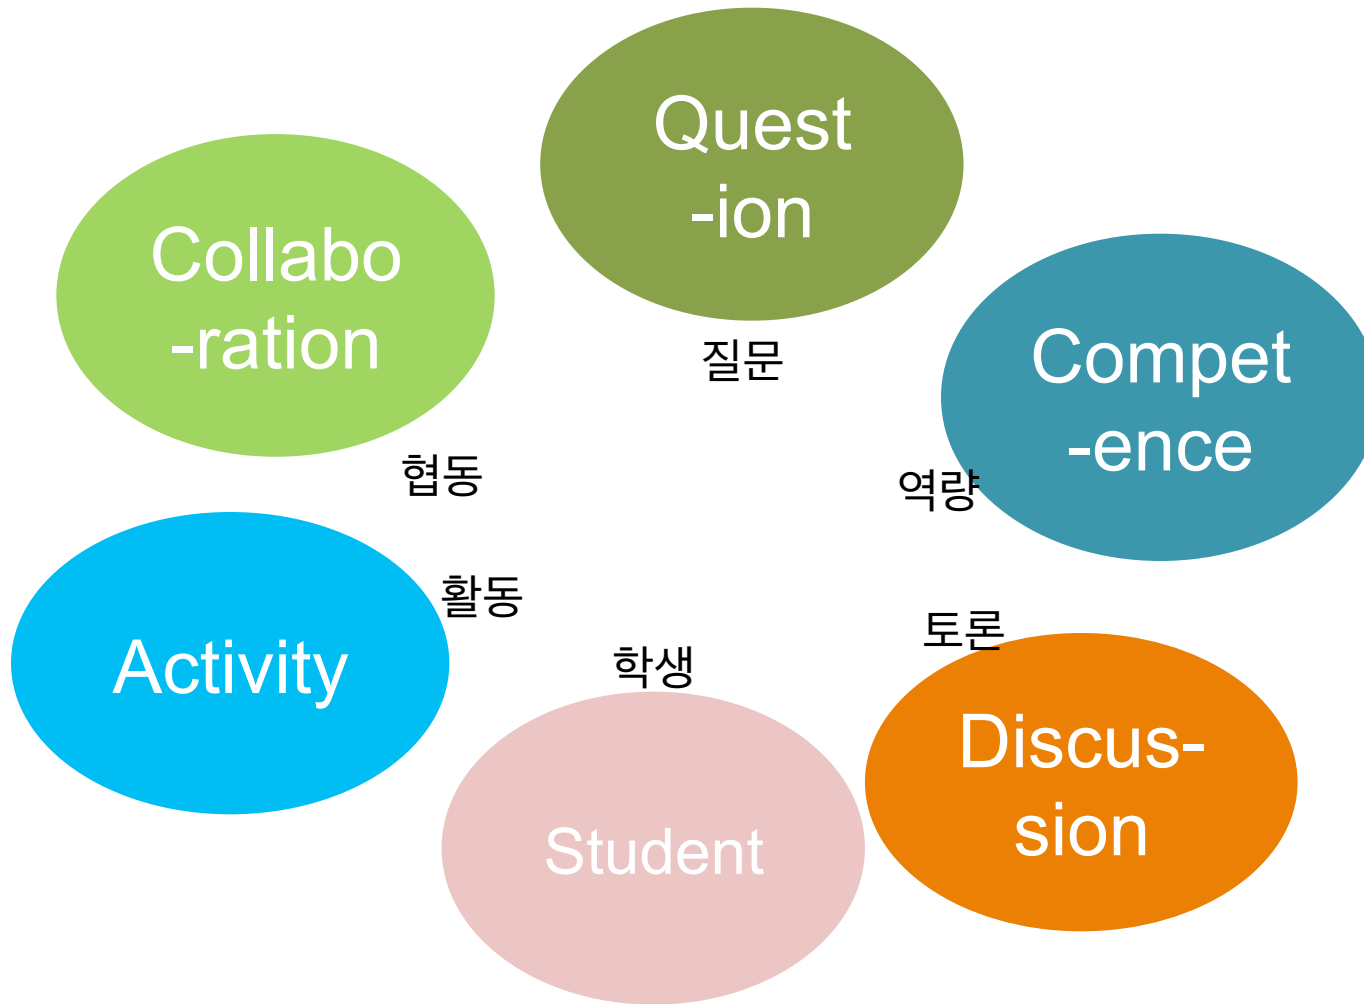 Quest
-ion
질문
Collabo
-ration
협동
Compet
-ence
역량
Activity
활동
학생
Student
토론
Discus-
sion